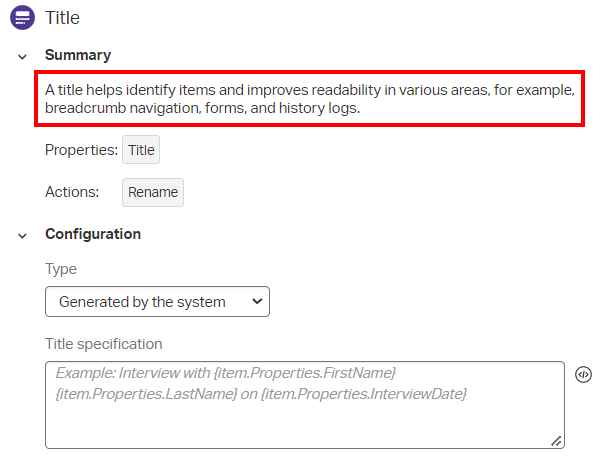 Title
Summary
A title helps identify items and improves readability in various areas, for example,
breadcrumb navigation, forms, and history logs.
Properties: Title
Actions: Rename
Configuration
Type
Generated by the system
Title specification
Example: Interview with {item.Properties.FirstName}
{item.Properties.LastName} on {item.Properties.InterviewDate}